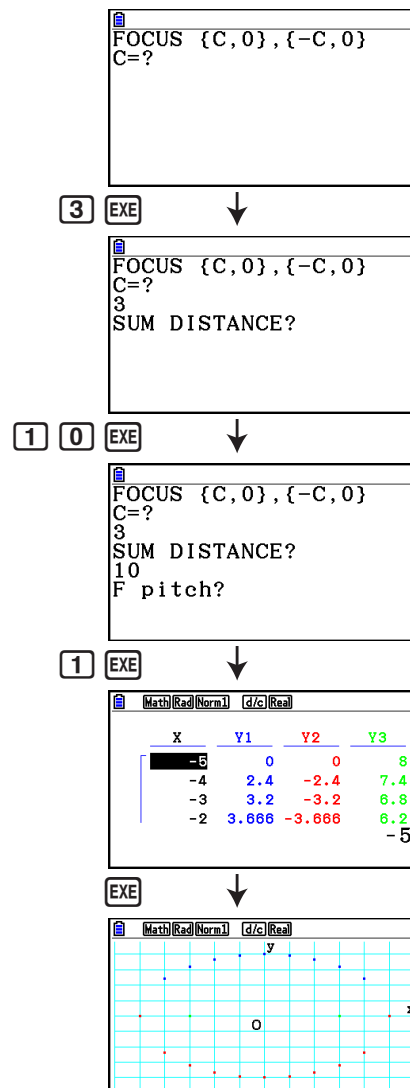 FOCUS {C,0},{-C,0}
C=?
3 EXE
FOCUS {C,0},{-C,0}
C=?
3
SUM DISTANCE?
1 0 EXE
FOCUS {C,0},{-C,0}
C=?
3
SUM DISTANCE?
10
F pitch?
1 EXE
Math Rad Norm1 d/c Real
X Y1 Y2 Y3
-5 0 0 8
-4 2.4 -2.4 7.4
-3 3.2 -3.2 6.8
-2 3.666 -3.666 6.2
-5
EXE
Math Rad Norm1 d/c Real
y
x
O